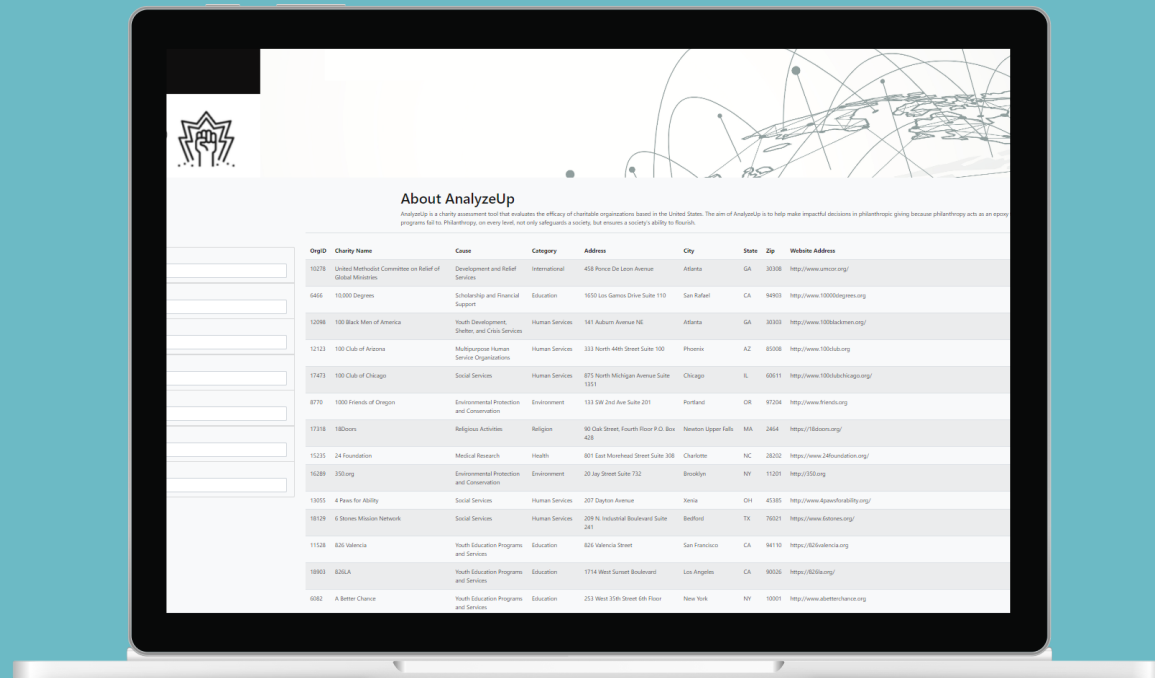 About AnalyzeUp
AnalyzeUp is a charity assessment tool that evaluates the efficacy of charitable organizations based in the United States. The aim of AnalyzeUp is to help make impactful decisions in philanthropic giving because philanthropy acts as an epoxy
programs fail to. Philanthropy, on every level, not only safeguards a society, but ensures a society's ability to flourish.
OrgID Charity Name Cause Category Address City State Zip Website Address
10278 United Methodist Committee on Relief of Development and Relief International 458 Ponce De Leon Avenue Atlanta GA 30308 http://www.umcor.org/
Global Ministries Services
6466 10,000 Degrees Scholarship and Financial Education 1650 Los Gamos Drive Suite 110 San Rafael CA 94903 http://www.10000degrees.org
Support
12098 100 Black Men of America Youth Development, Human Services 141 Auburn Avenue NE Atlanta GA 30303 http://www.100blackmen.org/
Shelter, and Crisis Services
12123 100 Club of Arizona Multipurpose Human Human Services 333 North 44th Street Suite 100 Phoenix AZ 85008 http://www.100club.org
Service Organizations
17473 100 Club of Chicago Social Services Human Services 875 North Michigan Avenue Suite Chicago IL 60611 http://www.100clubchicago.org/
1351
8770 1000 Friends of Oregon Environmental Protection Environment 133 SW 2nd Ave Suite 201 Portland OR 97204 http://www.friends.org
and Conservation
17318 18Doors Religious Activities Religion 90 Oak Street, Fourth Floor P.O. Box Newton Upper Falls MA 2464 https://18doors.org/
428
15235 24 Foundation Medical Research Health 801 East Morehead Street Suite 308 Charlotte NC 28202 https://www.24foundation.org/
16289 350.org Environmental Protection Environment 20 Jay Street Suite 732 Brooklyn NY 11201 http://350.org
and Conservation
13055 4 Paws for Ability Social Services Human Services 207 Dayton Avenue Xenia OH 45385 http://www.4pawsforability.org/
18129 6 Stones Mission Network Social Services Human Services 209 N. Industrial Boulevard Suite Bedford TX 76021 https://www.6stones.org/
241
11528 826 Valencia Youth Education Programs Education 826 Valencia Street San Francisco CA 94110 https://826valencia.org
and Services
18903 826LA Youth Education Programs Education 1714 West Sunset Boulevard Los Angeles CA 90026 https://826la.org/
and Services
6082 A Better Chance Youth Education Programs Education 253 West 35th Street 6th Floor New York NY 10001 http://www.abetterchance.org
and Services